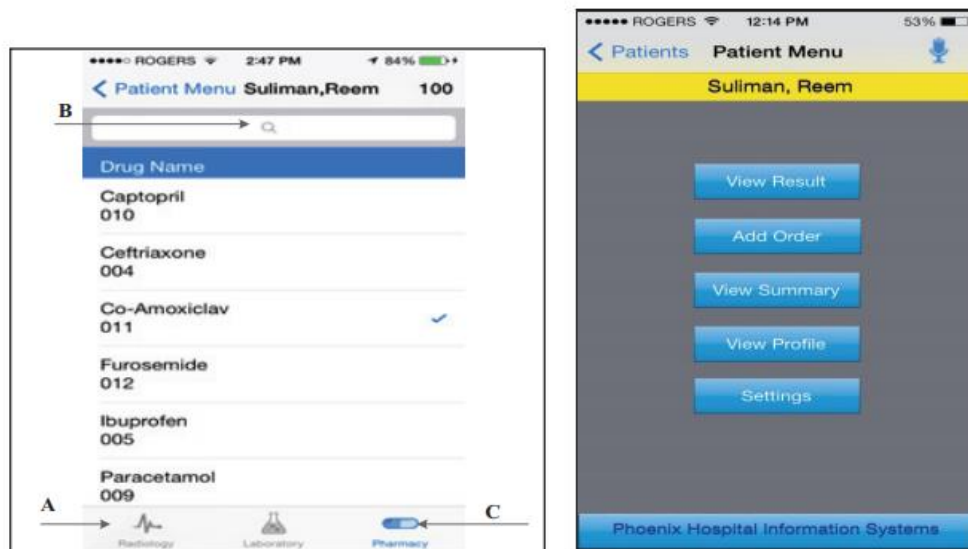 ROGERS 2:47 PM 84%
Patient Menu Suliman,Reem 100
B
Drug Name
Captopril
010
Ceftriaxone
004
Co-Amoxiclav
011
Furosemide
012
Ibuprofen
005
Paracetamol
009
A
C
Radiology Laboratory Pharmacy
ROGERS 12:14 PM 53%
Patients Patient Menu
Suliman, Reem
View Result
Add Order
View Summary
View Profile
Settings
Phoenix Hospital Information Systems